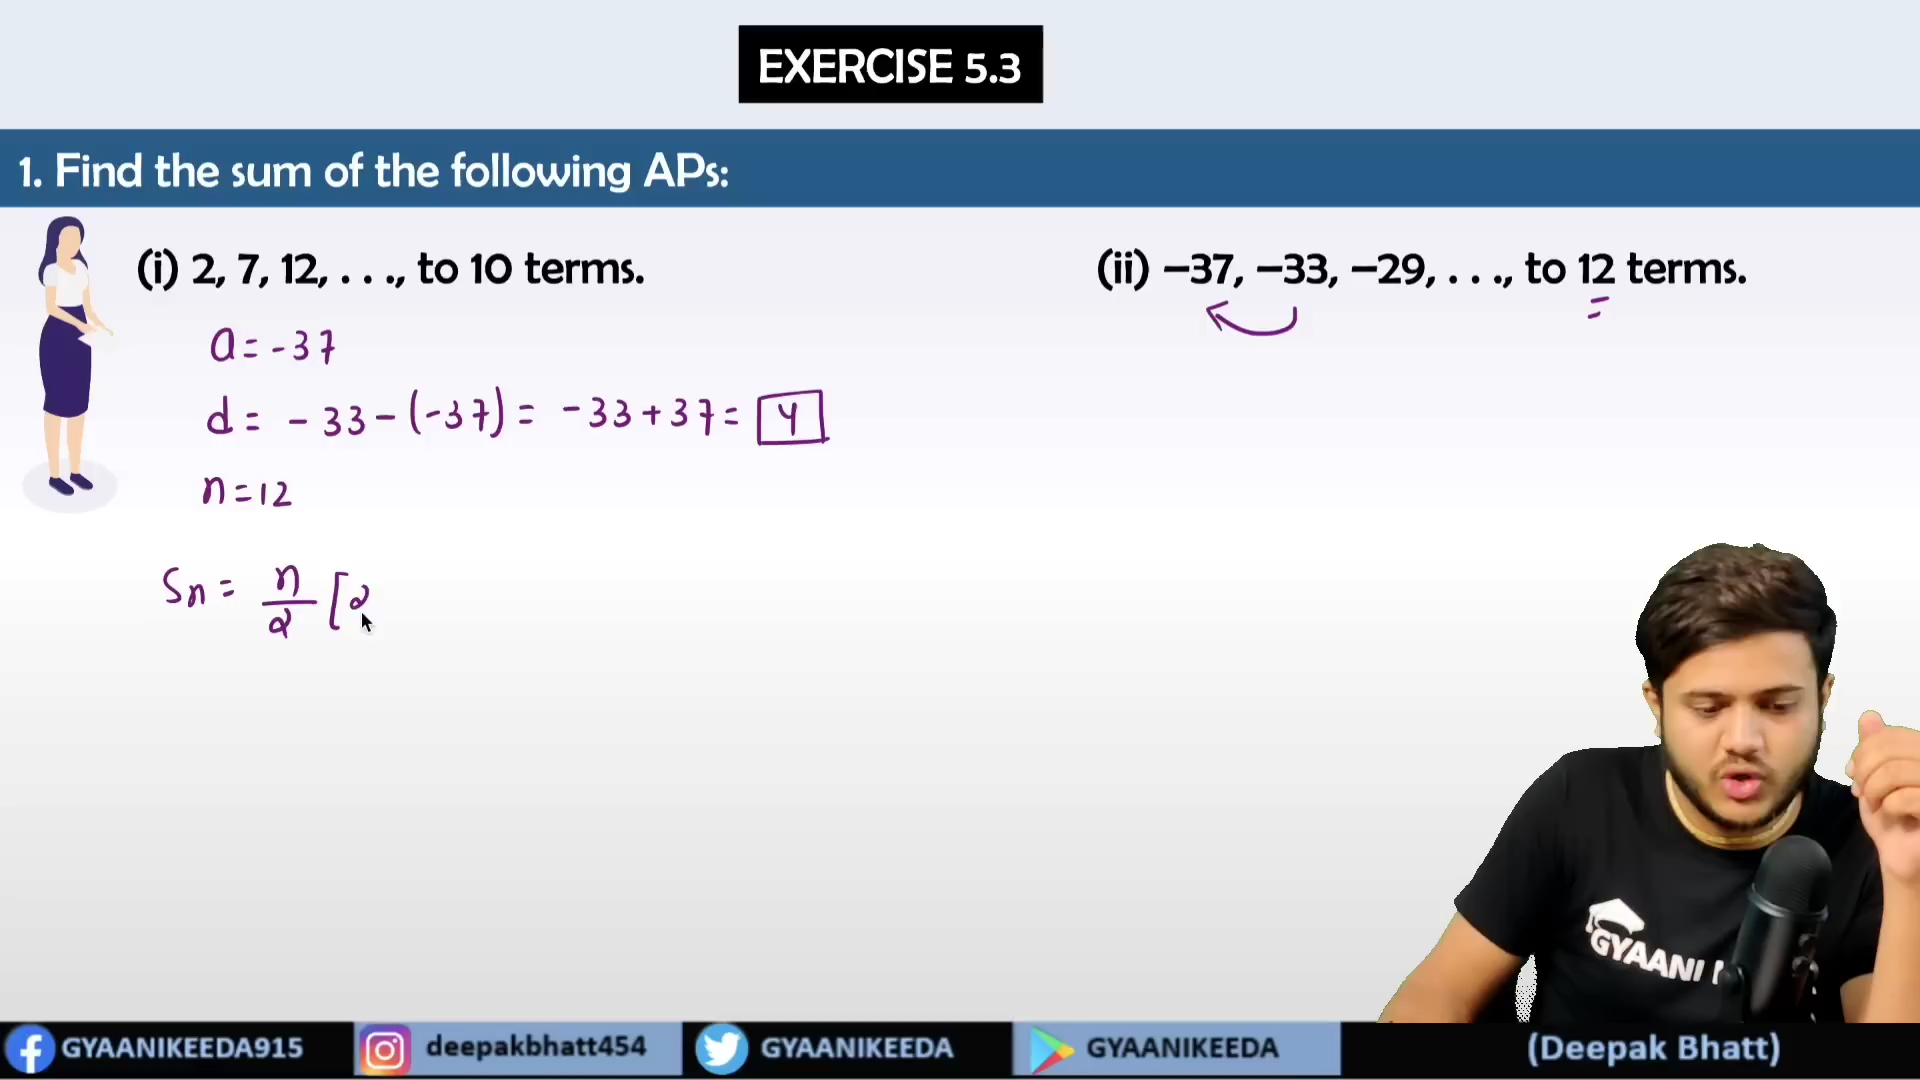 EXERCISE 5.3
1. Find the sum of the following APs:
(i) 2, 7, 12, . . ., to 10 terms.
(ii) –37, –33, –29, . . ., to 12 terms.
a = -37
d = -33-(-37) = -33+37 = 4
n = 12
Sn = n/2 [2
GYAANI
GYAANIKEEDA915
deepakbhatt454
GYAANIKEEDA
GYAANIKEEDA
(Deepak Bhatt)